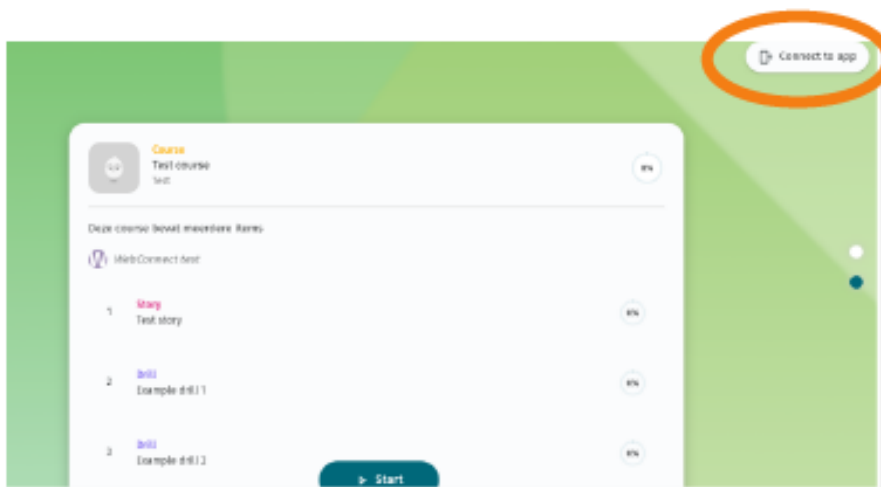 Connect to app
Course
Test course
test
0%
Deze course bevat meerdere items
WebConnect test
1
Story
Test story
0%
2
Drill
Example drill 1
0%
3
Drill
Example drill 2
0%
Start